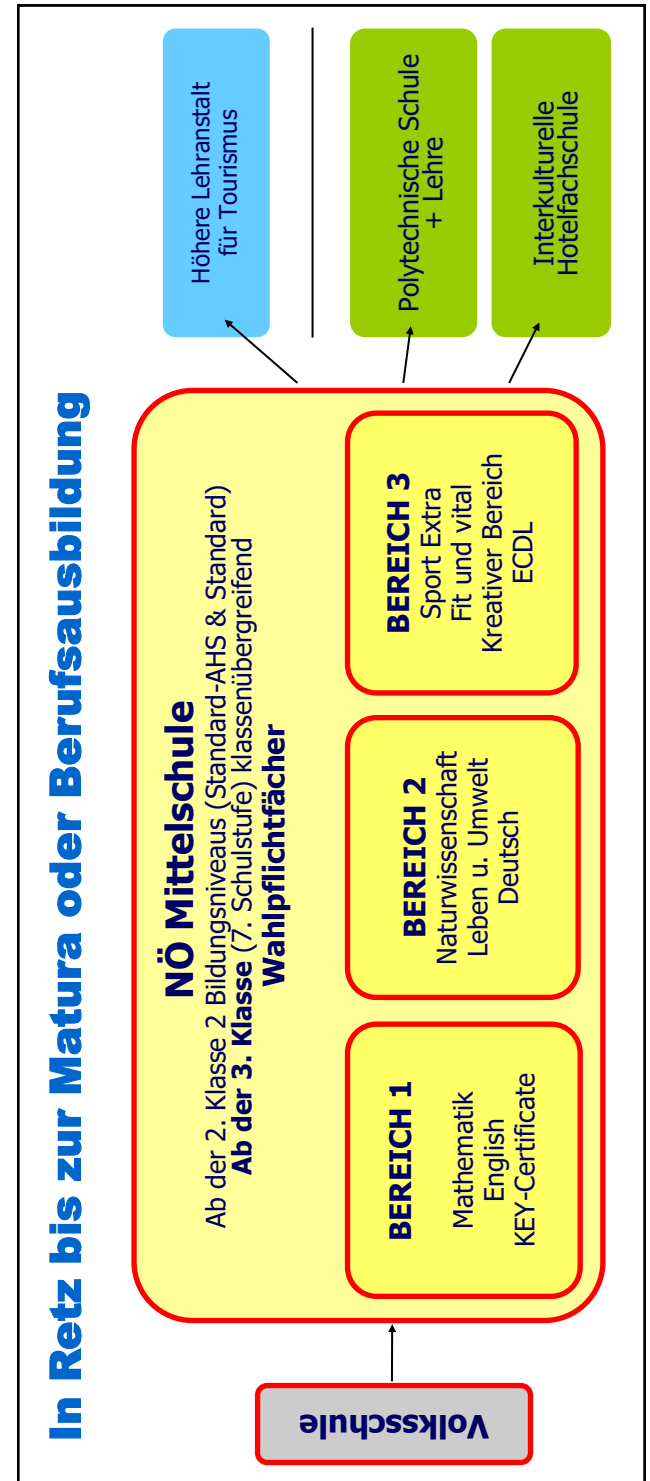 In Retz bis zur Matura oder Berufsausbildung
Volksschule
NÖ Mittelschule
Ab der 2. Klasse 2 Bildungsniveaus (Standard-AHS & Standard)
Ab der 3. Klasse (7. Schulstufe) klassenübergreifend
Wahlpflichtfächer
BEREICH 1
Mathematik
English
KEY-Certificate
BEREICH 2
Naturwissenschaft
Leben u. Umwelt
Deutsch
BEREICH 3
Sport Extra
Fit und vital
Kreativer Bereich
ECDL
Höhere Lehranstalt
für Tourismus
Polytechnische Schule
+ Lehre
Interkulturelle
Hotelfachschule